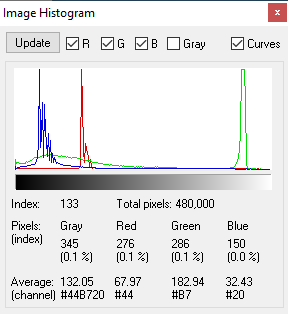 Image Histogram x
Update R G B Gray Curves
Index: 133 Total pixels: 480,000
Pixels: Gray Red Green Blue
(index)
345 276 286 150
(0.1 %) (0.1 %) (0.1 %) (0.0 %)
Average: 132.05 67.97 182.94 32.43
(channel) #44B720 #44 #B7 #20